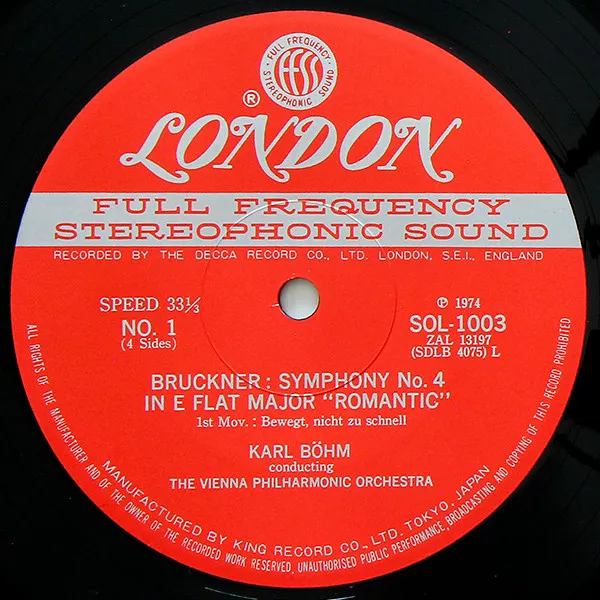 FULL FREQUENCY
ffss
STEREOPHONIC SOUND
®
LONDON
FULL FREQUENCY
STEREOPHONIC SOUND
RECORDED BY THE DECCA RECORD CO., LTD. LONDON, S.E.I., ENGLAND
SPEED 33⅓
NO. 1
(4 Sides)
℗ 1974
SOL-1003
ZAL 13197
(SDLB 4075) L
BRUCKNER : SYMPHONY No. 4
IN E FLAT MAJOR "ROMANTIC"
1st Mov. : Bewegt, nicht zu schnell
KARL BÖHM
conducting
THE VIENNA PHILHARMONIC ORCHESTRA
MANUFACTURED BY KING RECORD CO., LTD. TOKYO, JAPAN
ALL RIGHTS OF THE MANUFACTURER AND OF THE OWNER OF THE RECORDED WORK RESERVED, UNAUTHORISED PUBLIC PERFORMANCE, BROADCASTING AND COPYING OF THIS RECORD PROHIBITED